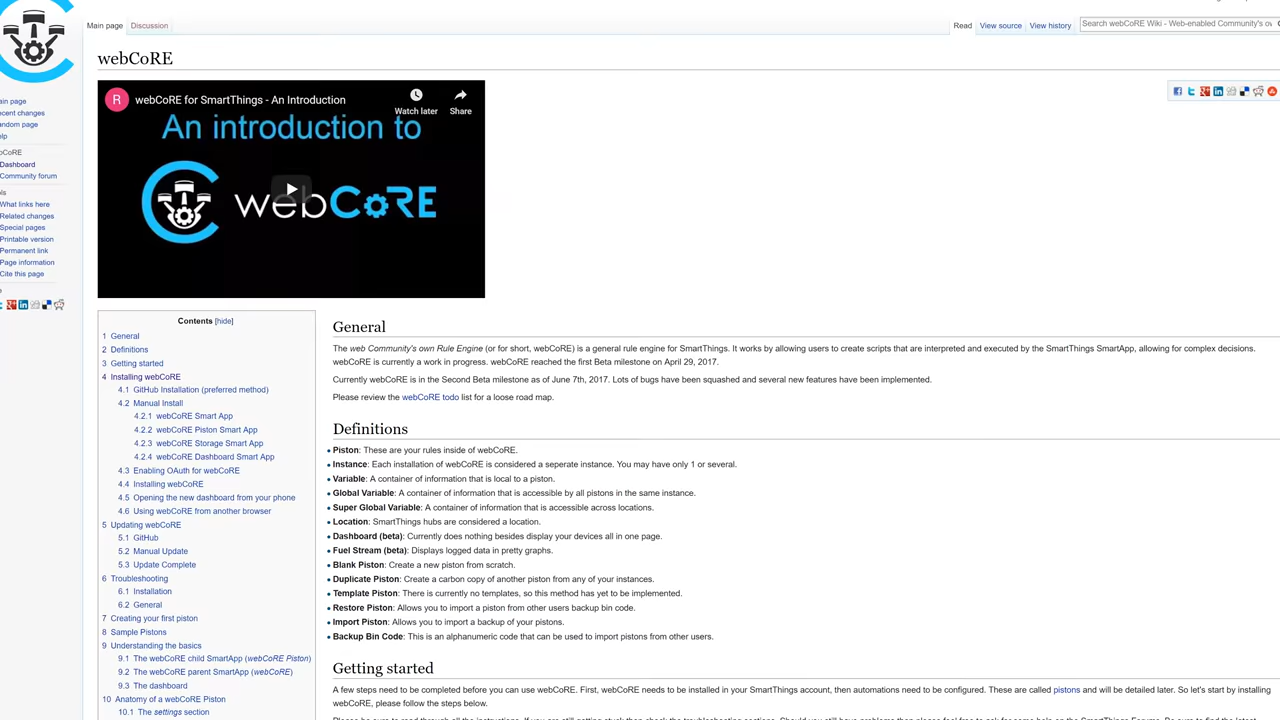 Main page
Discussion
Read
View source
View history
Search webCoRE Wiki - Web-enabled Community's ow
webCoRE
R
webCoRE for SmartThings - An Introduction
Watch later
Share
An introduction to
webCoRE
ain page
ecent changes
andom page
elp
bCoRE
Dashboard
Community forum
ols
What links here
Related changes
Special pages
Printable version
Permanent link
Page information
Cite this page
Contents [hide]
1 General
2 Definitions
3 Getting started
4 Installing webCoRE
4.1 GitHub Installation (preferred method)
4.2 Manual Install
4.2.1 webCoRE Smart App
4.2.2 webCoRE Piston Smart App
4.2.3 webCoRE Storage Smart App
4.2.4 webCoRE Dashboard Smart App
4.3 Enabling OAuth for webCoRE
4.4 Installing webCoRE
4.5 Opening the new dashboard from your phone
4.6 Using webCoRE from another browser
5 Updating webCoRE
5.1 GitHub
5.2 Manual Update
5.3 Update Complete
6 Troubleshooting
6.1 Installation
6.2 General
7 Creating your first piston
8 Sample Pistons
9 Understanding the basics
9.1 The webCoRE child SmartApp (webCoRE Piston)
9.2 The webCoRE parent SmartApp (webCoRE)
9.3 The dashboard
10 Anatomy of a webCoRE Piston
10.1 The settings section
General
The web Community's own Rule Engine (or for short, webCoRE) is a general rule engine for SmartThings. It works by allowing users to create scripts that are interpreted and executed by the SmartThings SmartApp, allowing for complex decisions.
webCoRE is currently a work in progress. webCoRE reached the first Beta milestone on April 29, 2017.
Currently webCoRE is in the Second Beta milestone as of June 7th, 2017. Lots of bugs have been squashed and several new features have been implemented.
Please review the webCoRE todo list for a loose road map.
Definitions
Piston: These are your rules inside of webCoRE.
Instance: Each installation of webCoRE is considered a seperate instance. You may have only 1 or several.
Variable: A container of information that is local to a piston.
Global Variable: A container of information that is accessible by all pistons in the same instance.
Super Global Variable: A container of information that is accessible across locations.
Location: SmartThings hubs are considered a location.
Dashboard (beta): Currently does nothing besides display your devices all in one page.
Fuel Stream (beta): Displays logged data in pretty graphs.
Blank Piston: Create a new piston from scratch.
Duplicate Piston: Create a carbon copy of another piston from any of your instances.
Template Piston: There is currently no templates, so this method has yet to be implemented.
Restore Piston: Allows you to import a piston from other users backup bin code.
Import Piston: Allows you to import a backup of your pistons.
Backup Bin Code: This is an alphanumeric code that can be used to import pistons from other users.
Getting started
A few steps need to be completed before you can use webCoRE. First, webCoRE needs to be installed in your SmartThings account, then automations need to be configured. These are called pistons and will be detailed later. So let's start by installing
webCoRE, please follow the steps below.